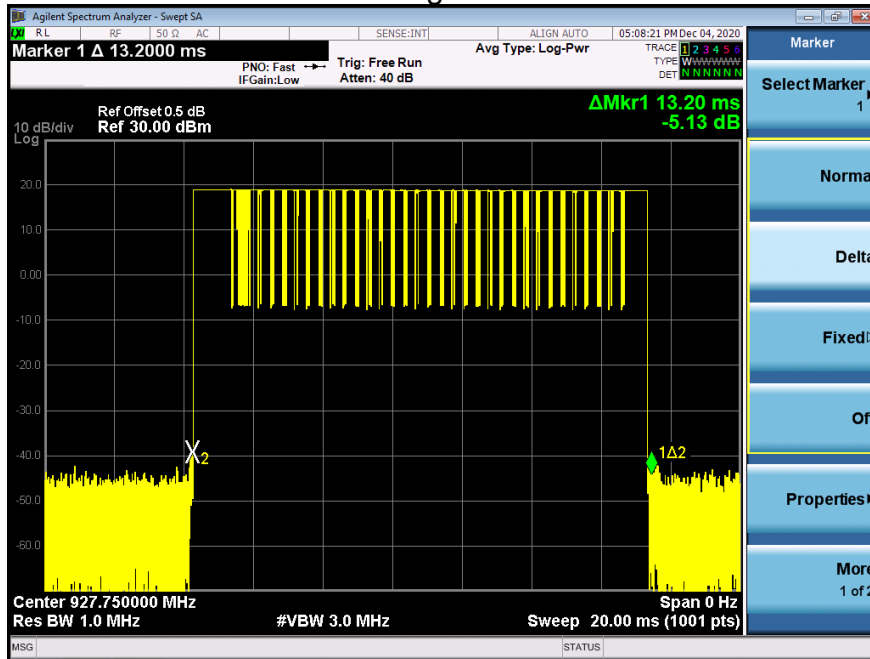 Agilent Spectrum Analyzer - Swept SA
LXI RL RF 50 Ω AC SENSE:INT ALIGN AUTO 05:08:21 PM Dec 04, 2020
Marker 1 Δ 13.2000 ms
PNO: Fast
IFGain:Low
Trig: Free Run
Atten: 40 dB
Avg Type: Log-Pwr
TRACE 1 2 3 4 5 6
TYPE WWWWWW
DET N N N N N N
Ref Offset 0.5 dB
10 dB/div Ref 30.00 dBm
Log
ΔMkr1 13.20 ms
-5.13 dB
20.0
10.0
0.00
-10.0
-20.0
-30.0
-40.0
-50.0
-60.0
X2
1Δ2
Center 927.750000 MHz Span 0 Hz
Res BW 1.0 MHz #VBW 3.0 MHz Sweep 20.00 ms (1001 pts)
MSG STATUS
Marker
Select Marker
1
Norma
Delta
Fixed
Of
Properties
More
1 of 2